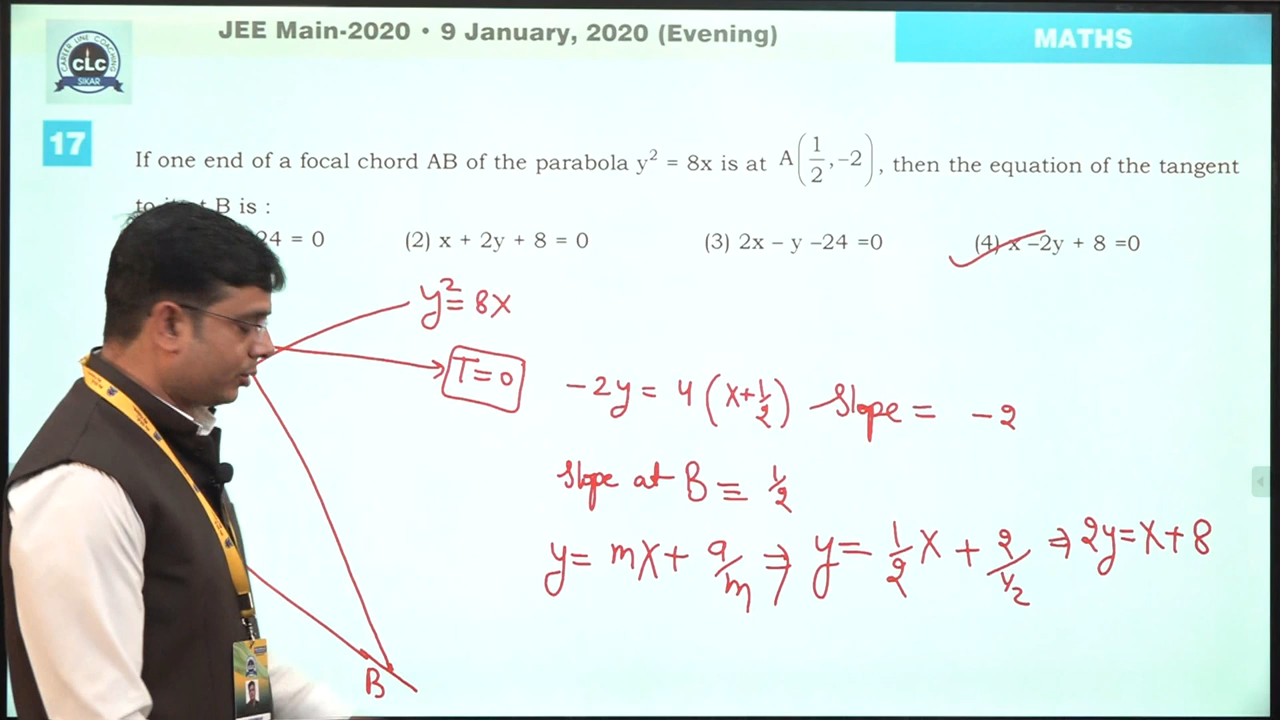 JEE Main-2020 • 9 January, 2020 (Evening)
MATHS
CAREER LINE COACHING
CLC
SIKAR
17
If one end of a focal chord AB of the parabola y² = 8x is at A(1/2, –2), then the equation of the tangent
B is :
24 = 0
(2) x + 2y + 8 = 0
(3) 2x – y –24 =0
(4) x –2y + 8 =0
y² = 8x
T=0
-2y = 4(x+1/2) Slope = -2
Slope at B = 1/2
y = mx + a/m ⇒ y = 1/2 x + 2/1/2 ⇒ 2y = x + 8
B